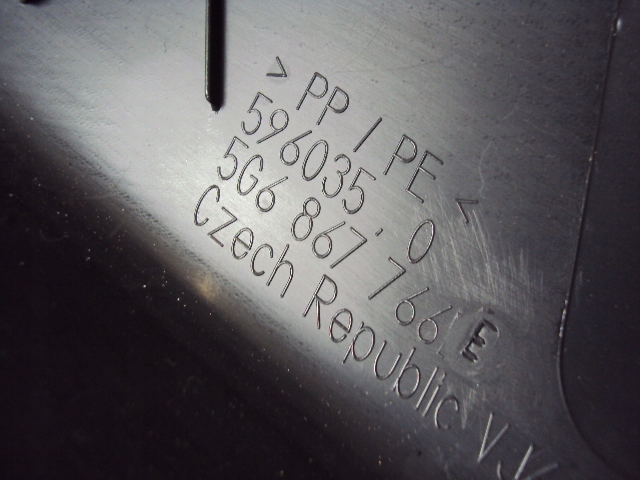 > PP / PE <
596035.0
5G6 867 766 E
Czech Republic